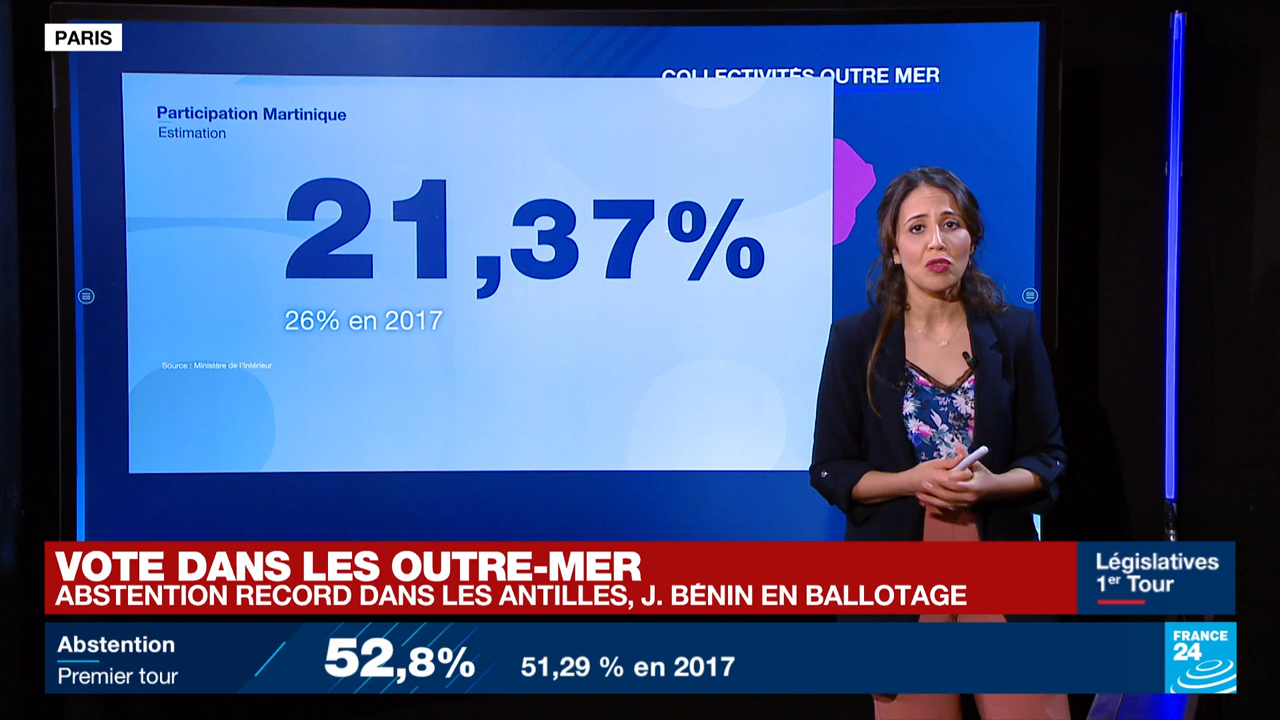 PARIS
COLLECTIVITÉS OUTRE MER
Participation Martinique
Estimation
21,37%
26% en 2017
Source : Ministère de l'Intérieur
VOTE DANS LES OUTRE-MER
ABSTENTION RECORD DANS LES ANTILLES, J. BÉNIN EN BALLOTAGE
Législatives
1er Tour
Abstention
Premier tour
52,8%
51,29 % en 2017
FRANCE
24